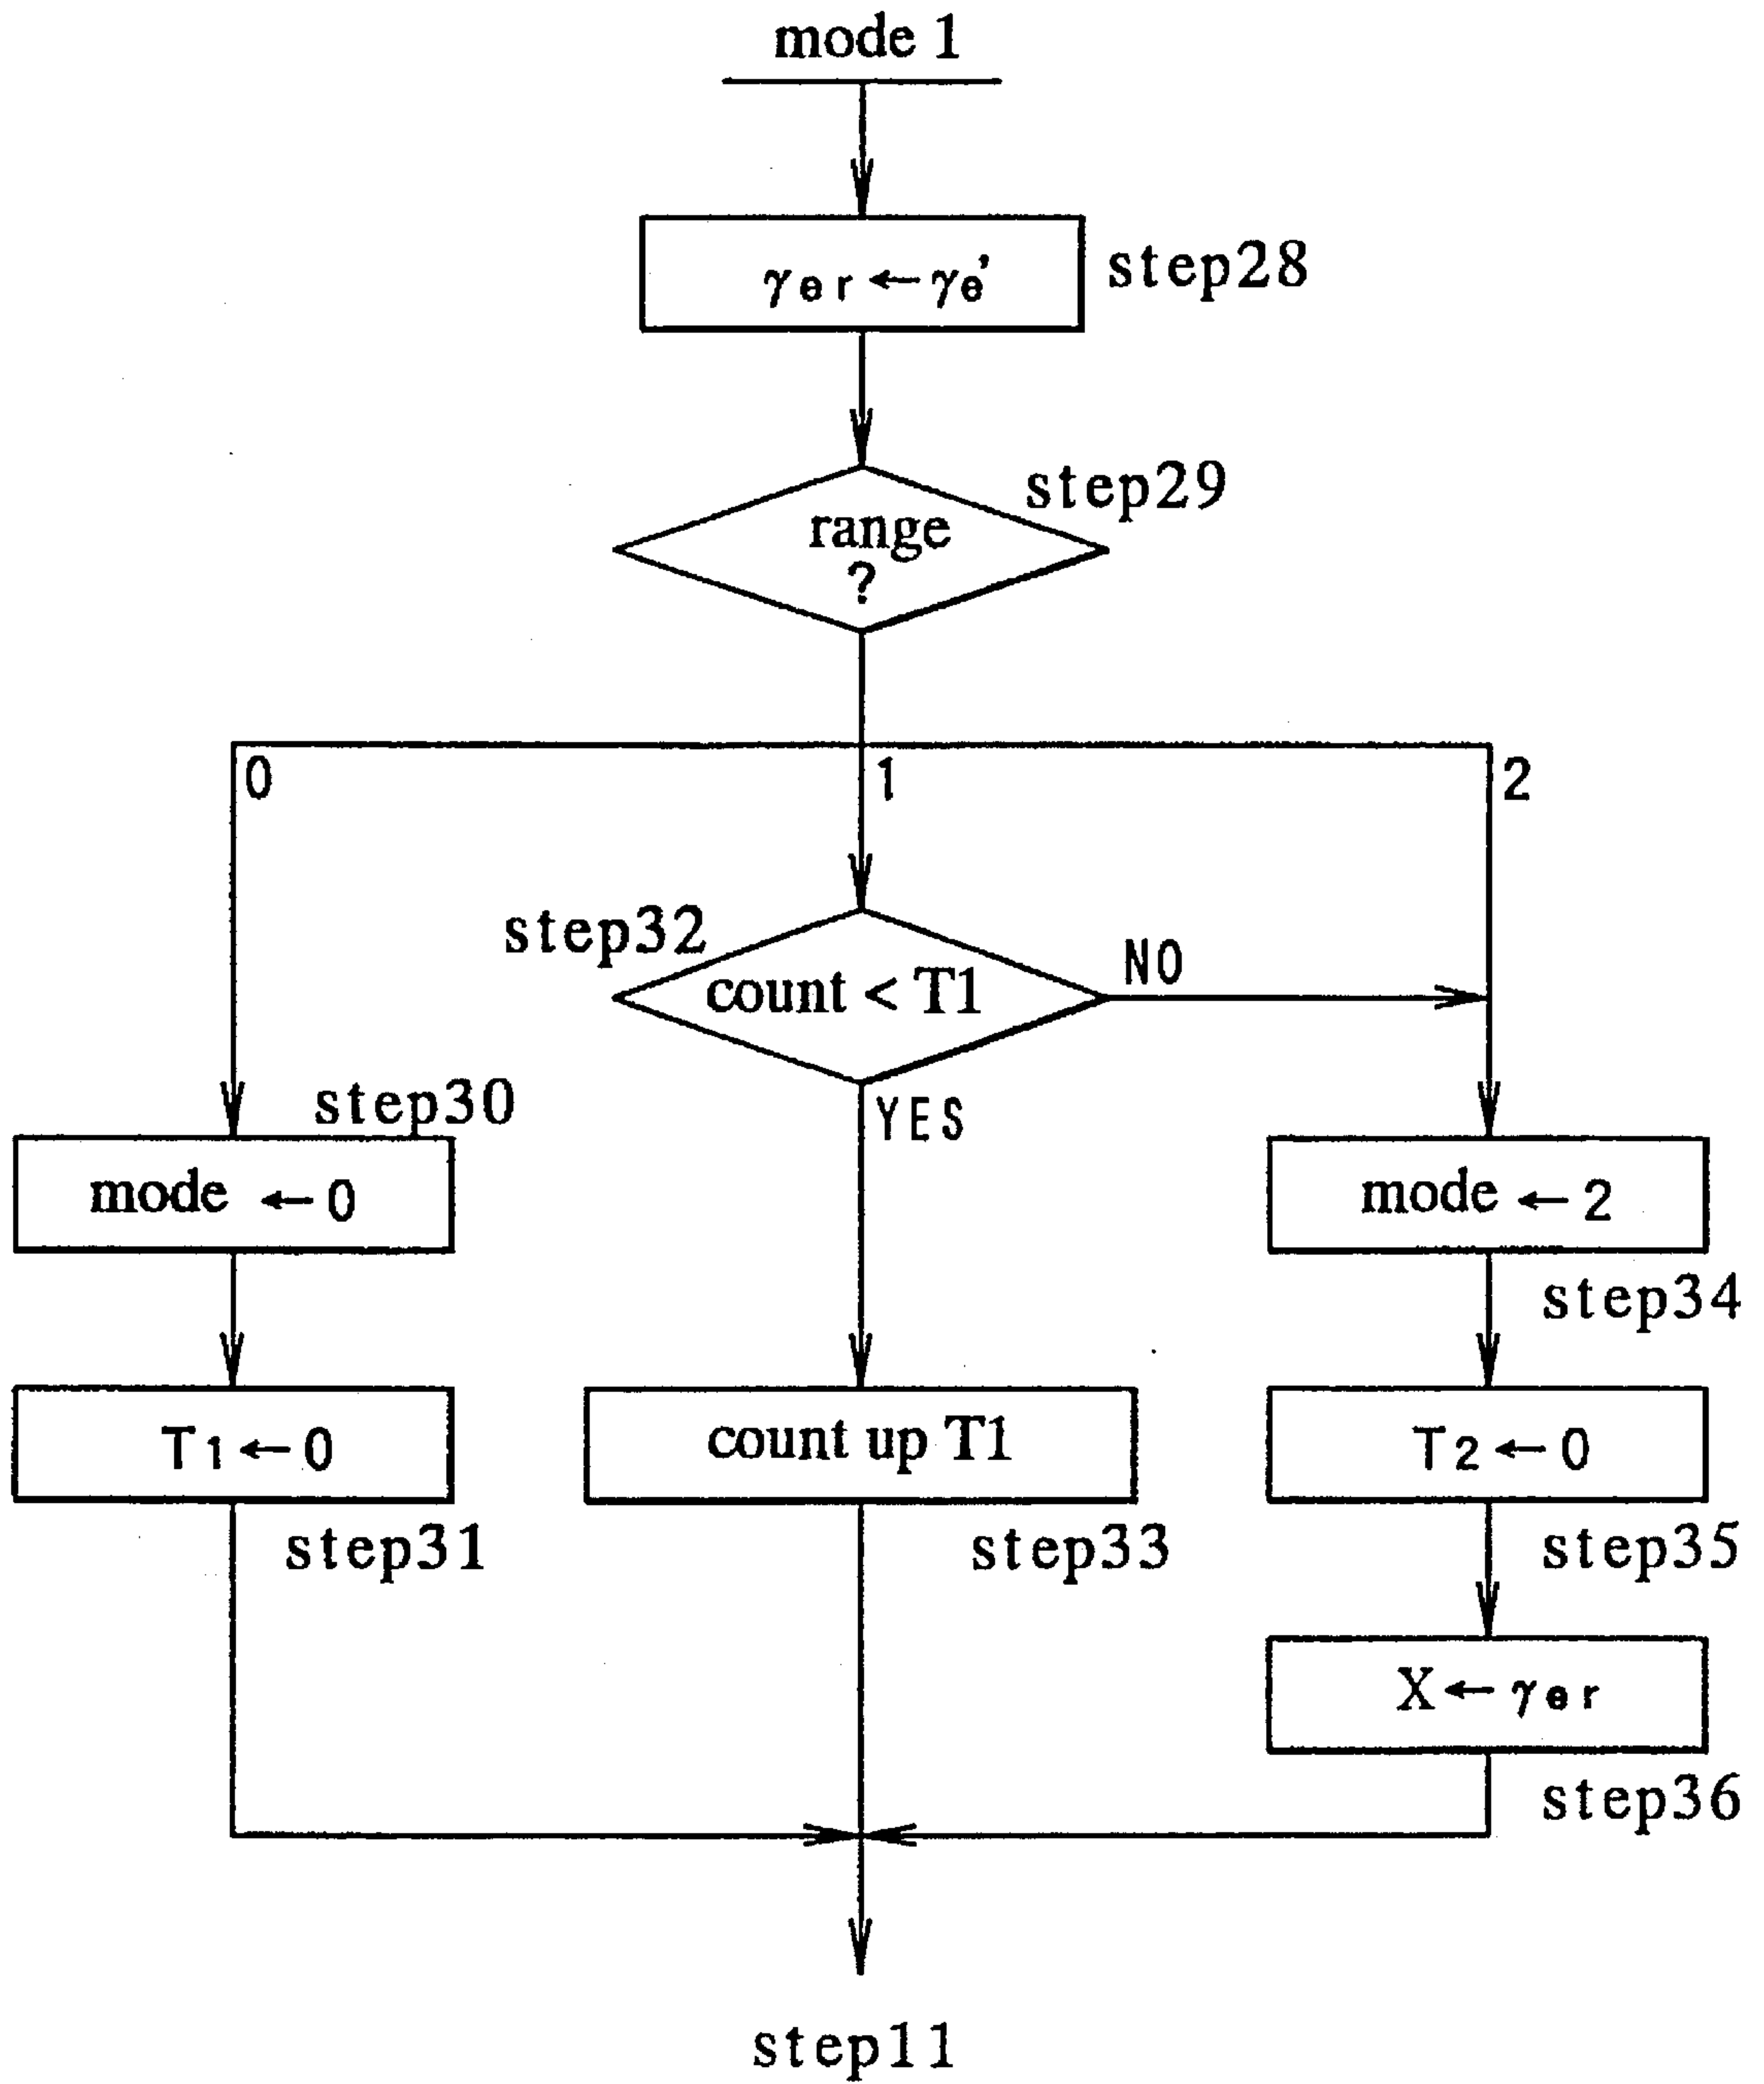 mode 1
γer←γe'
step28
step29
range
?
0
1
2
step32
count < T1
NO
YES
step30
mode ←0
mode ←2
step34
T1←0
count up T1
T2←0
step31
step33
step35
X←γer
step36
step11